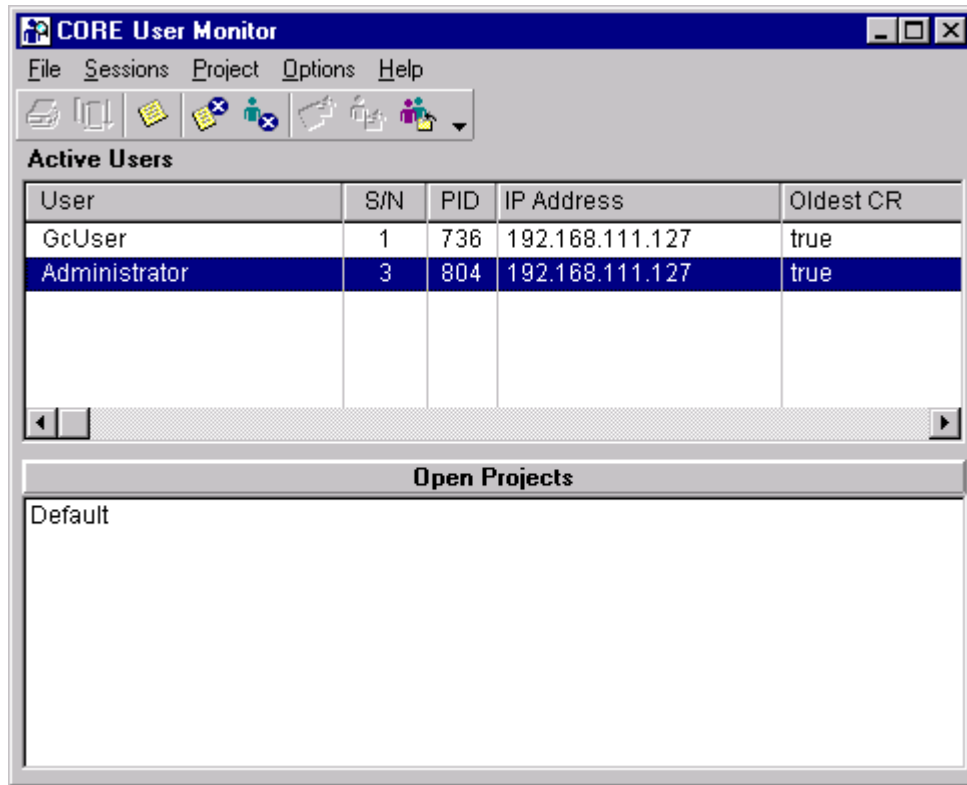 CORE User Monitor
File Sessions Project Options Help
Active Users
User S/N PID IP Address Oldest CR
GcUser 1 736 192.168.111.127 true
Administrator 3 804 192.168.111.127 true
Open Projects
Default